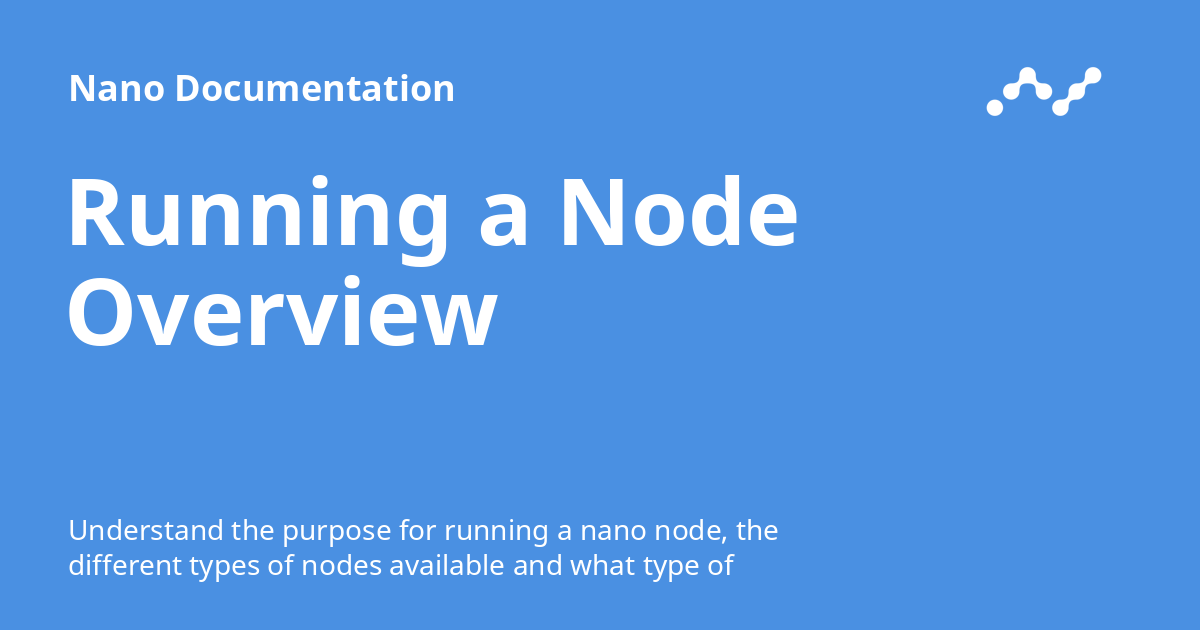 Nano Documentation
Running a Node
Overview
Understand the purpose for running a nano node, the
different types of nodes available and what type of